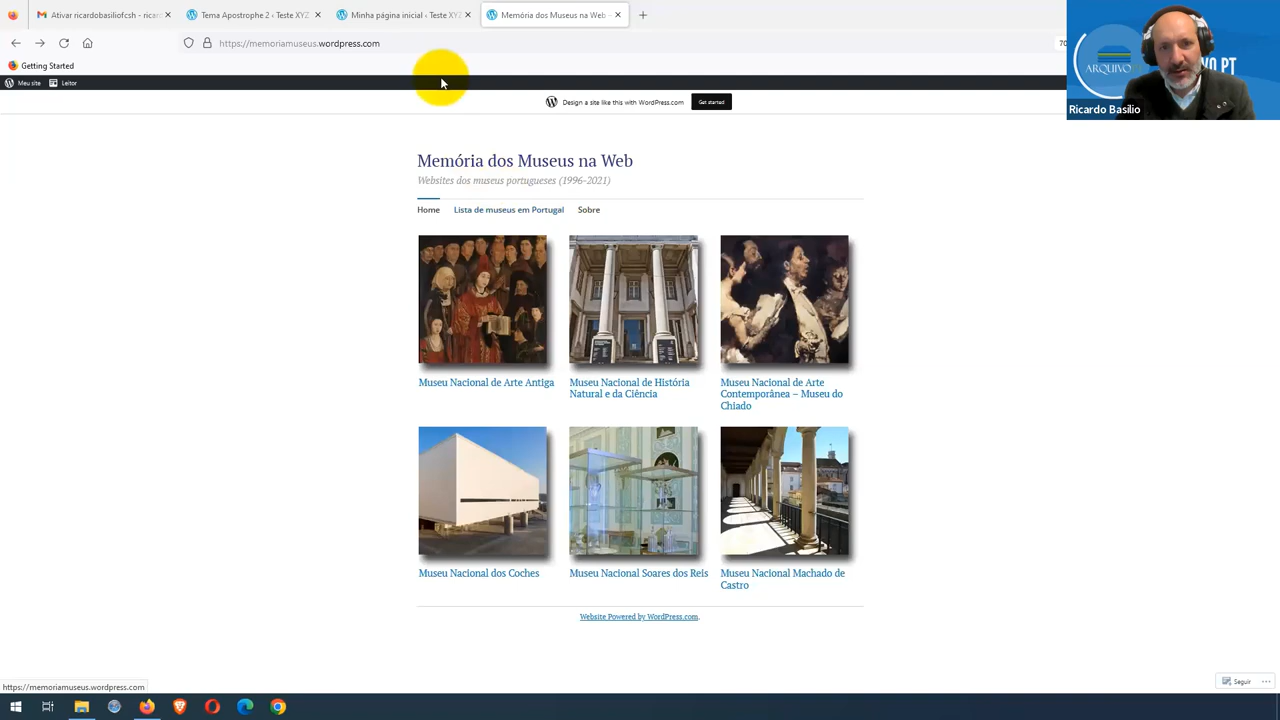 Ativar ricardobasiliofcsh - ricar
Tema Apostrophe 2 ‹ Teste XYZ
Minha página inicial ‹ Teste XYZ
Memória dos Museus na Web –
https://memoriamuseus.wordpress.com
70
Getting Started
Meu site
Leitor
Design a site like this with WordPress.com
Get started
ARQUIVO
VO PT
Ricardo Basílio
Memória dos Museus na Web
Websites dos museus portugueses (1996-2021)
Home
Lista de museus em Portugal
Sobre
Museu Nacional de Arte Antiga
Museu Nacional de História
Natural e da Ciência
Museu Nacional de Arte
Contemporânea – Museu do
Chiado
Museu Nacional dos Coches
Museu Nacional Soares dos Reis
Museu Nacional Machado de
Castro
Website Powered by WordPress.com.
Seguir
https://memoriamuseus.wordpress.com